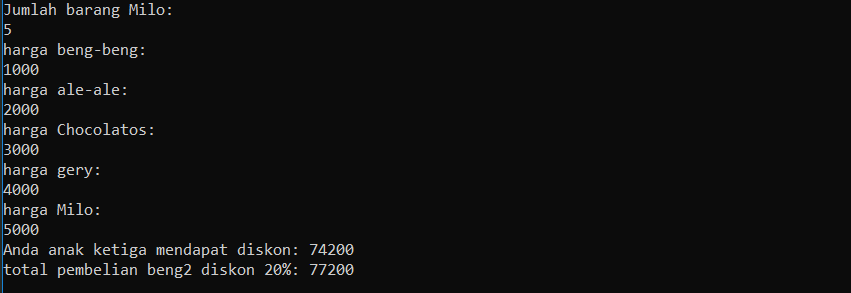 Jumlah barang Milo:
5
harga beng-beng:
1000
harga ale-ale:
2000
harga Chocolatos:
3000
harga gery:
4000
harga Milo:
5000
Anda anak ketiga mendapat diskon: 74200
total pembelian beng2 diskon 20%: 77200